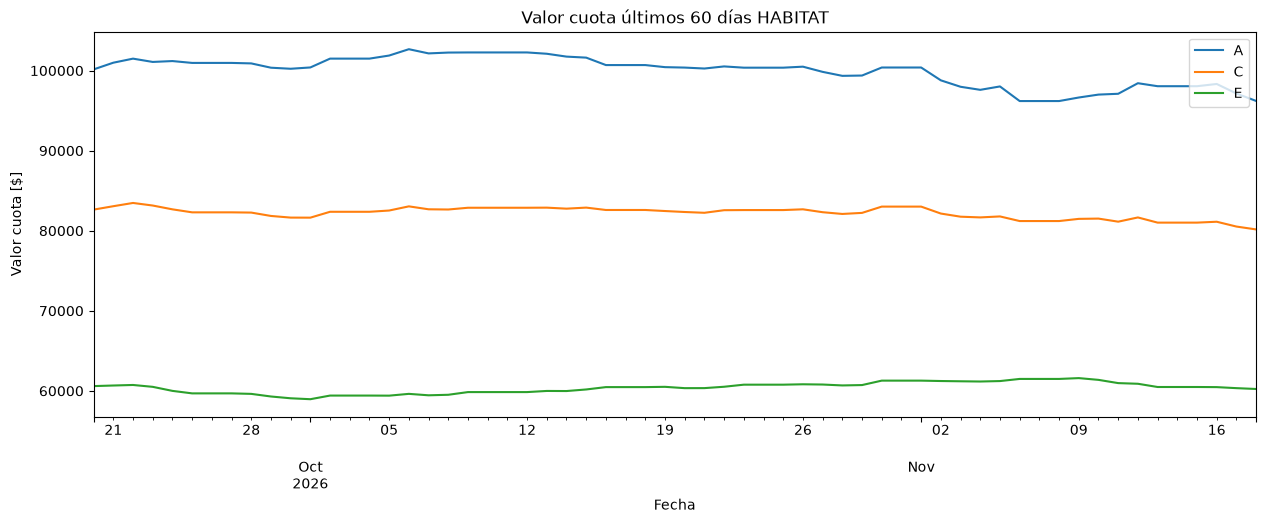 Valor cuota últimos 60 días HABITAT
A
C
E
100000
90000
80000
70000
60000
Valor cuota [$]
21 28 05 12 19 26 02 09 16
Oct Nov
2026
Fecha